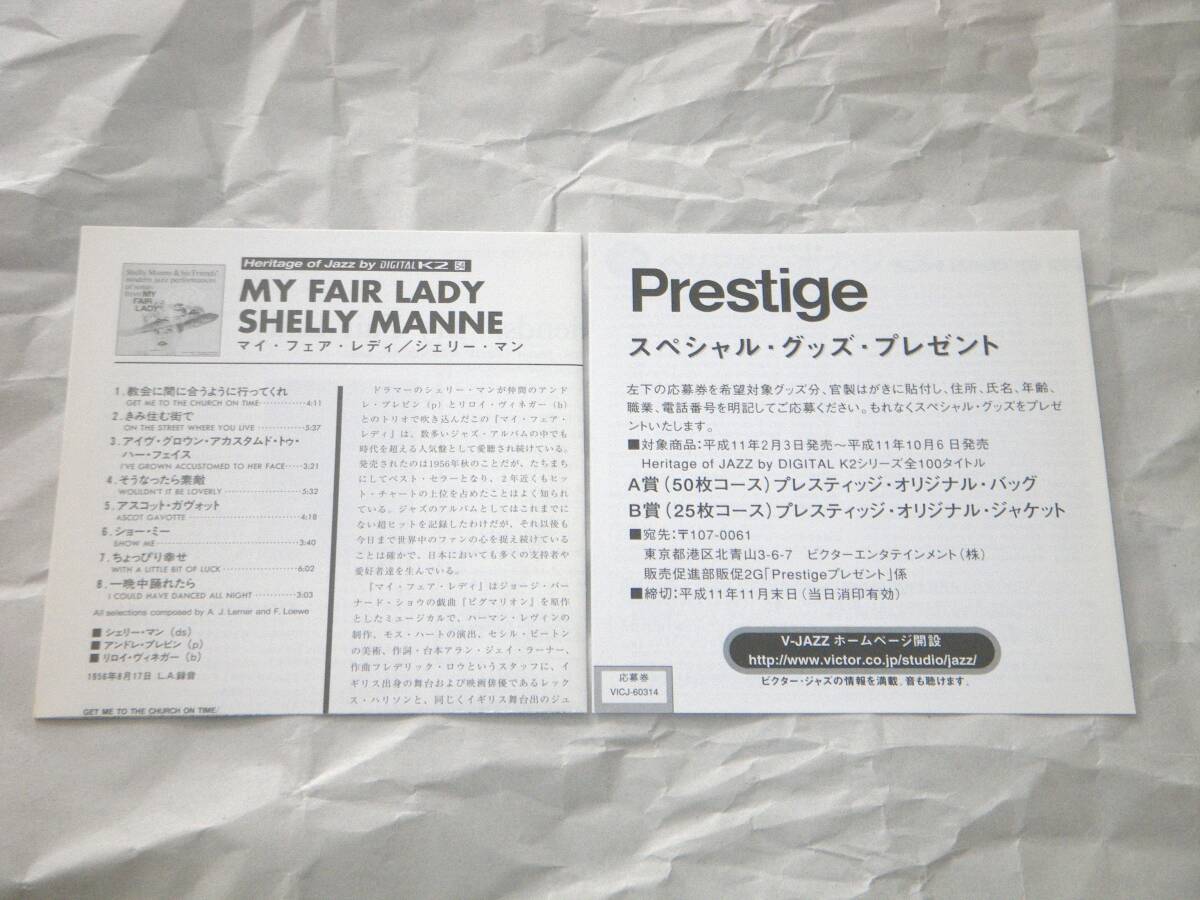 Heritage of Jazz by DIGITAL K2 54
MY FAIR LADY
SHELLY MANNE
マイ・フェア・レディ／シェリー・マン
Shelly Manne & his Friends'
modern jazz performances
of songs
from MY
FAIR
LADY
1. 教会に間に合うように行ってくれ
GET ME TO THE CHURCH ON TIME············4:11
2. きみ住む街で
ON THE STREET WHERE YOU LIVE············5:37
3. アイヴ・グロウン・アカスタムド・トゥ・
ハー・フェイス
I'VE GROWN ACCUSTOMED TO HER FACE·····3:21
4. そうなったら素敵
WOULDN'T IT BE LOVERLY·················5:32
5. アスコット・ガヴォット
ASCOT GAVOTTE·························4:18
6. ショー・ミー
SHOW ME······························3:40
7. ちょっぴり幸せ
WITH A LITTLE BIT OF LUCK················6:02
8. 一晩中踊れたら
I COULD HAVE DANCED ALL NIGHT···········3:03
All selections composed by A. J. Lerner and F. Loewe
■ シェリー・マン (ds)
■ アンドレ・プレビン (p)
■ リロイ・ヴィネガー (b)
1956年8月17日 L.A.録音
GET ME TO THE CHURCH ON TIME/
ドラマーのシェリー・マンが仲間のアンド
レ・プレビン（p）とリロイ・ヴィネガー（b）
とのトリオで吹き込んだこの『マイ・フェア・
レディ』は、数多いジャズ・アルバムの中でも
時代を超える人気盤として愛聴され続けている。
発売されたのは1956年秋のことだが、たちまち
にしてベスト・セラーとなり、2年近くもヒッ
ト・チャートの上位を占めたことはよく知られ
ている。ジャズのアルバムとしてはこれまでに
ない超ヒットを記録したわけだが、それ以後も
今日まで世界中のファンの心を捉え続けている
ことは確かで、日本においても多くの支持者や
愛好者達を生んでいる。
『マイ・フェア・レディ』はジョージ・バー
ナード・ショウの戯曲『ピグマリオン』を原作
としたミュージカルで、ハーマン・レヴィンの
制作、モス・ハートの演出、セシル・ビートン
の美術、作詞・台本アラン・ジェイ・ラーナー、
作曲フレデリック・ロウというスタッフに、イ
ギリス出身の舞台および映画俳優であるレック
ス・ハリソンと、同じくイギリス舞台出のジュ
Prestige
スペシャル・グッズ・プレゼント
左下の応募券を希望対象グッズ分、官製はがきに貼付し、住所、氏名、年齢、
職業、電話番号を明記してご応募ください。もれなくスペシャル・グッズをプレゼ
ントいたします。
■対象商品：平成11年2月3日発売〜平成11年10月6日発売
Heritage of JAZZ by DIGITAL K2シリーズ全100タイトル
A賞（50枚コース）プレスティッジ・オリジナル・バッグ
B賞（25枚コース）プレスティッジ・オリジナル・ジャケット
■宛先：〒107-0061
東京都港区北青山3-6-7　ビクターエンタテインメント（株）
販売促進部販促2G「Prestigeプレゼント」係
■締切：平成11年11月末日（当日消印有効）
V-JAZZ ホームページ開設
http://www.victor.co.jp/studio/jazz/
ビクター・ジャズの情報を満載。音も聴けます。
応募券
VICJ-60314